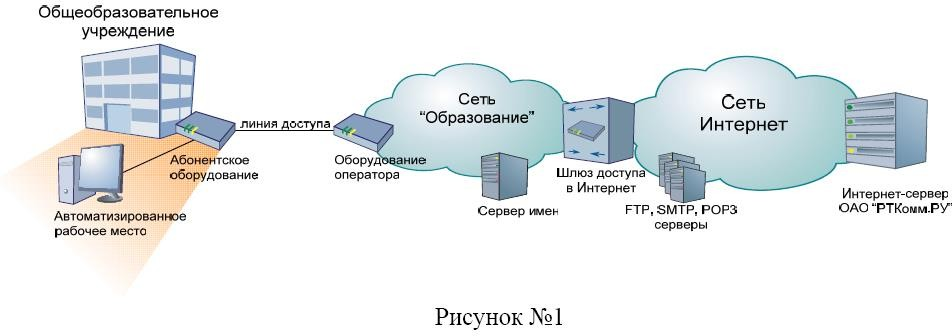 Общеобразовательное
учреждение
линия доступа
Абонентское
оборудование
Автоматизированное
рабочее место
Оборудование
оператора
Сеть
“Образование”
Сервер имен
Шлюз доступа
в Интернет
Сеть
Интернет
FTP, SMTP, POP3
серверы
Интернет-сервер
ОАО “РТКомм.РУ”
Рисунок №1